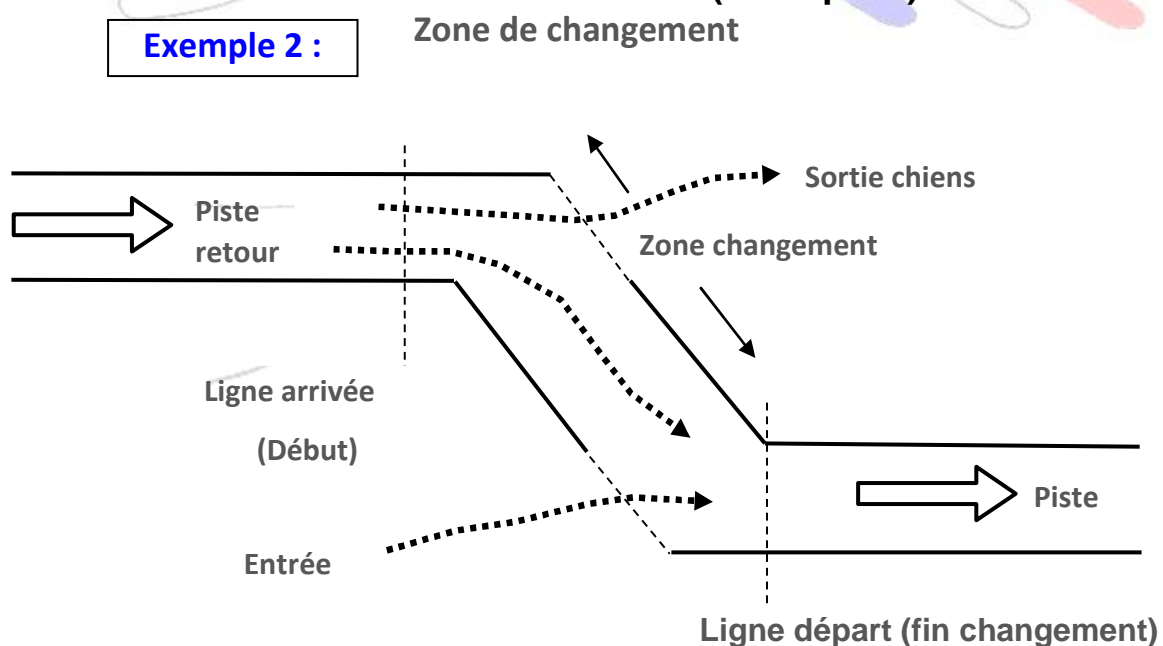 Zone de changement
Exemple 2 :
Sortie chiens
Piste
retour
Zone changement
Ligne arrivée
(Début)
Piste
Entrée
Ligne départ (fin changement)